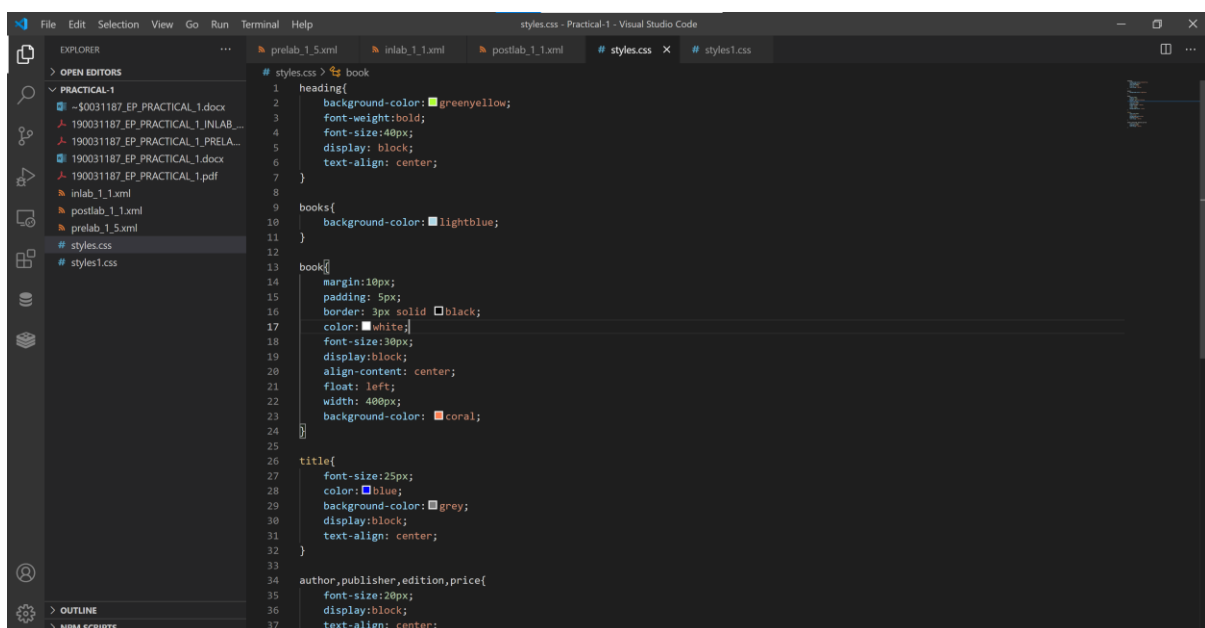 File Edit Selection View Go Run Terminal Help
styles.css - Practical-1 - Visual Studio Code
EXPLORER
OPEN EDITORS
PRACTICAL-1
~$0031187_EP_PRACTICAL_1.docx
190031187_EP_PRACTICAL_1_INLAB_...
190031187_EP_PRACTICAL_1_PRELA...
190031187_EP_PRACTICAL_1.docx
190031187_EP_PRACTICAL_1.pdf
inlab_1_1.xml
postlab_1_1.xml
prelab_1_5.xml
# styles.css
# styles1.css
OUTLINE
NPM SCRIPTS
prelab_1_5.xml inlab_1_1.xml postlab_1_1.xml # styles.css # styles1.css
# styles.css > book
1 heading{
2 background-color: greenyellow;
3 font-weight:bold;
4 font-size:40px;
5 display: block;
6 text-align: center;
7 }
8
9 books{
10 background-color: lightblue;
11 }
12
13 book{
14 margin:10px;
15 padding: 5px;
16 border: 3px solid black;
17 color: white;
18 font-size:30px;
19 display:block;
20 align-content: center;
21 float: left;
22 width: 400px;
23 background-color: coral;
24 }
25
26 title{
27 font-size:25px;
28 color: blue;
29 background-color: grey;
30 display:block;
31 text-align: center;
32 }
33
34 author,publisher,edition,price{
35 font-size:20px;
36 display:block;
37 text-align: center;